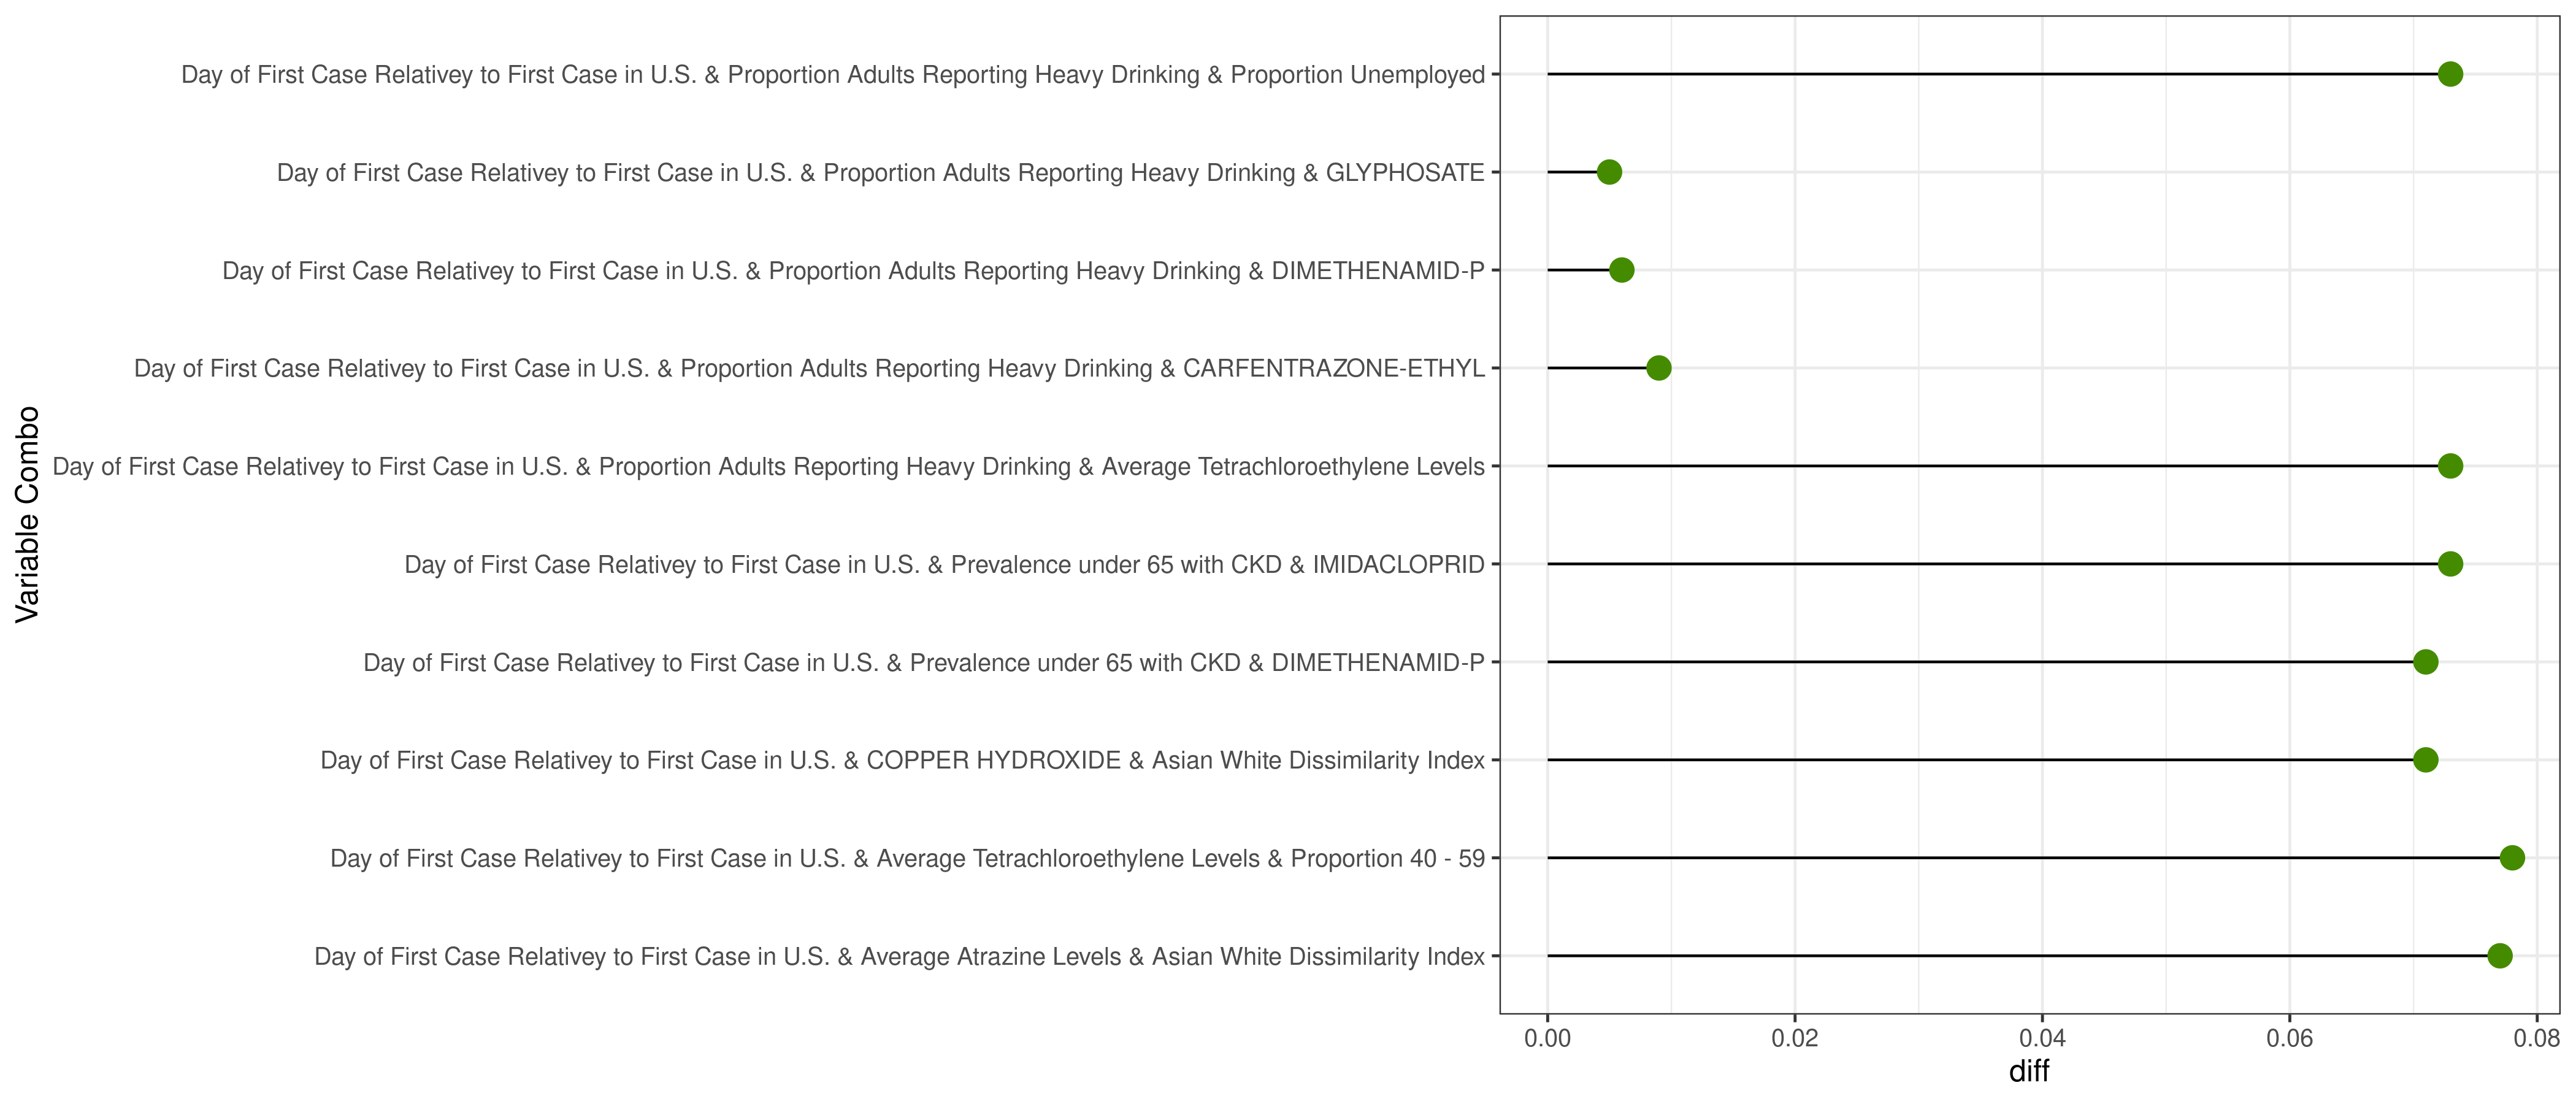 Day of First Case Relativey to First Case in U.S. & Proportion Adults Reporting Heavy Drinking & Proportion Unemployed
Day of First Case Relativey to First Case in U.S. & Proportion Adults Reporting Heavy Drinking & GLYPHOSATE
Day of First Case Relativey to First Case in U.S. & Proportion Adults Reporting Heavy Drinking & DIMETHENAMID-P
Day of First Case Relativey to First Case in U.S. & Proportion Adults Reporting Heavy Drinking & CARFENTRAZONE-ETHYL
Day of First Case Relativey to First Case in U.S. & Proportion Adults Reporting Heavy Drinking & Average Tetrachloroethylene Levels
Day of First Case Relativey to First Case in U.S. & Prevalence under 65 with CKD & IMIDACLOPRID
Day of First Case Relativey to First Case in U.S. & Prevalence under 65 with CKD & DIMETHENAMID-P
Day of First Case Relativey to First Case in U.S. & COPPER HYDROXIDE & Asian White Dissimilarity Index
Day of First Case Relativey to First Case in U.S. & Average Tetrachloroethylene Levels & Proportion 40 - 59
Day of First Case Relativey to First Case in U.S. & Average Atrazine Levels & Asian White Dissimilarity Index
Variable Combo
0.00 0.02 0.04 0.06 0.08
diff